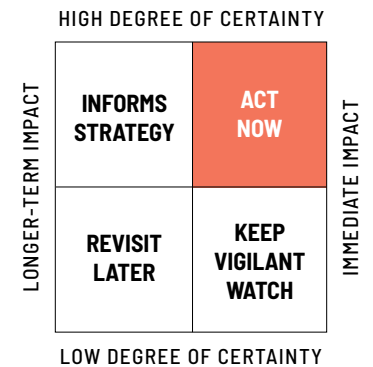 HIGH DEGREE OF CERTAINTY
LONGER-TERM IMPACT
INFORMS
STRATEGY
ACT
NOW
IMMEDIATE IMPACT
REVISIT
LATER
KEEP
VIGILANT
WATCH
LOW DEGREE OF CERTAINTY